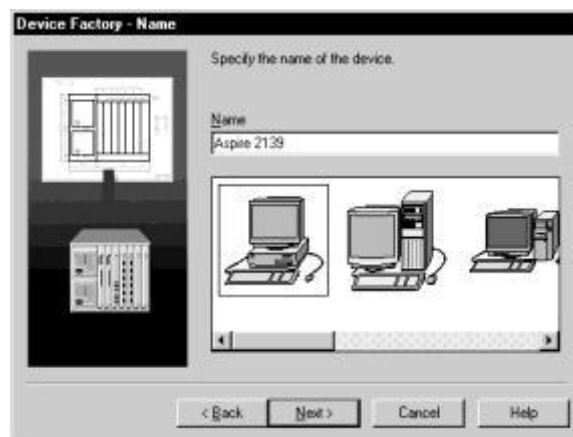 Device Factory - Name
Specify the name of the device.
Name
Aspire 2139
< Back Next > Cancel Help